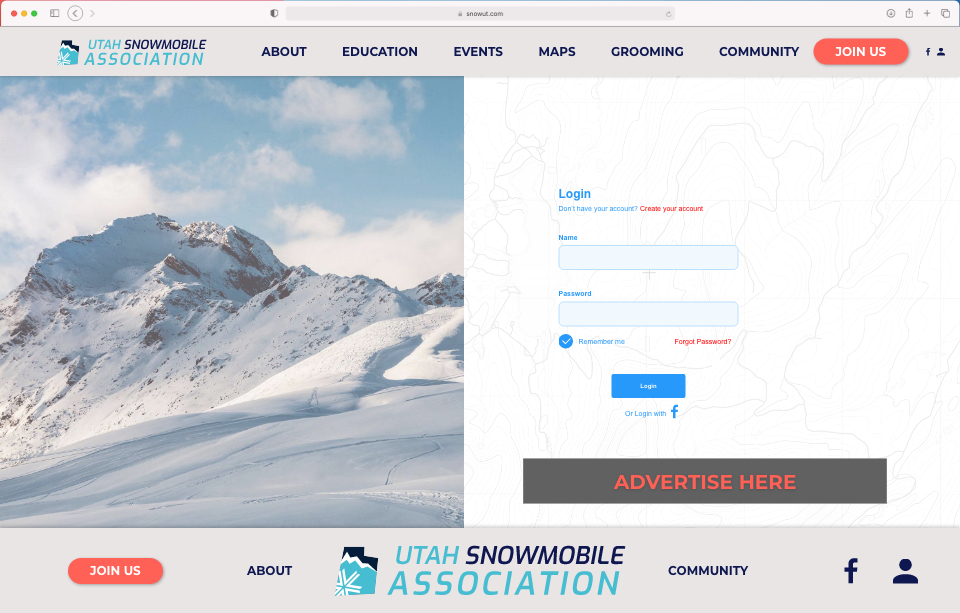 snowut.com
UTAH SNOWMOBILE
ASSOCIATION
ABOUT EDUCATION EVENTS MAPS GROOMING COMMUNITY JOIN US
Login
Don't have your account? Create your account
Name
Password
Remember me Forgot Password?
Login
Or Login with
ADVERTISE HERE
JOIN US ABOUT
UTAH SNOWMOBILE
ASSOCIATION
COMMUNITY